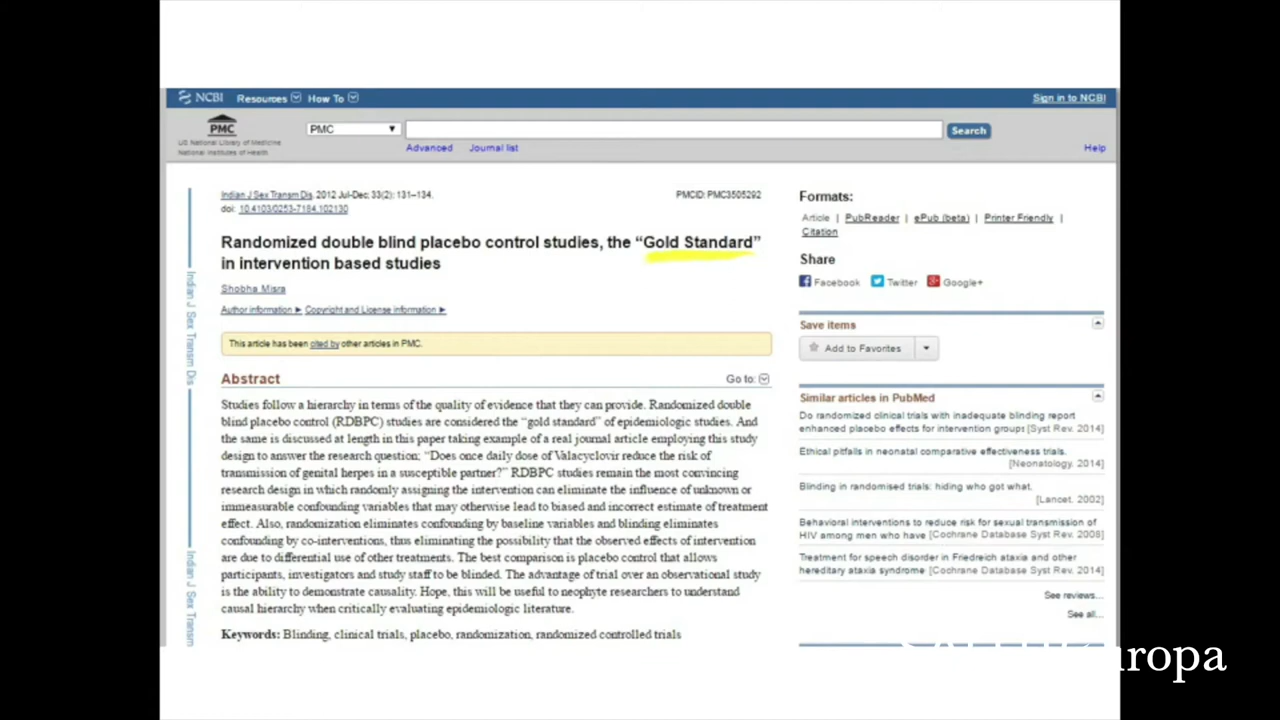 NCBI Resources How To Sign in to NCBI
PMC
US National Library of Medicine
National Institutes of Health
PMC
Search
Advanced Journal list
Help
Indian J Sex Transm Dis. 2012 Jul-Dec; 33(2): 131–134.
PMCID: PMC3505292
doi: 10.4103/0253-7184.102130
Randomized double blind placebo control studies, the “Gold Standard”
in intervention based studies
Shobha Misra
Author information ► Copyright and License information ►
This article has been cited by other articles in PMC.
Abstract
Go to:
Studies follow a hierarchy in terms of the quality of evidence that they can provide. Randomized double
blind placebo control (RDBPC) studies are considered the “gold standard” of epidemiologic studies. And
the same is discussed at length in this paper taking example of a real journal article employing this study
design to answer the research question; “Does once daily dose of Valacyclovir reduce the risk of
transmission of genital herpes in a susceptible partner?” RDBPC studies remain the most convincing
research design in which randomly assigning the intervention can eliminate the influence of unknown or
immeasurable confounding variables that may otherwise lead to biased and incorrect estimate of treatment
effect. Also, randomization eliminates confounding by baseline variables and blinding eliminates
confounding by co-interventions, thus eliminating the possibility that the observed effects of intervention
are due to differential use of other treatments. The best comparison is placebo control that allows
participants, investigators and study staff to be blinded. The advantage of trial over an observational study
is the ability to demonstrate causality. Hope, this will be useful to neophyte researchers to understand
causal hierarchy when critically evaluating epidemiologic literature.
Keywords: Blinding, clinical trials, placebo, randomization, randomized controlled trials
Indian J Sex Transm Dis
Indian J Sex Transm
Formats:
Article | PubReader | ePub (beta) | Printer Friendly |
Citation
Share
Facebook Twitter Google+
Save items
Add to Favorites
Similar articles in PubMed
Do randomized clinical trials with inadequate blinding report
enhanced placebo effects for intervention groups [Syst Rev. 2014]
Ethical pitfalls in neonatal comparative effectiveness trials.
[Neonatology. 2014]
Blinding in randomised trials: hiding who got what.
[Lancet. 2002]
Behavioral interventions to reduce risk for sexual transmission of
HIV among men who have [Cochrane Database Syst Rev. 2008]
Treatment for speech disorder in Friedreich ataxia and other
hereditary ataxia syndrome [Cochrane Database Syst Rev. 2014]
See reviews...
See all...